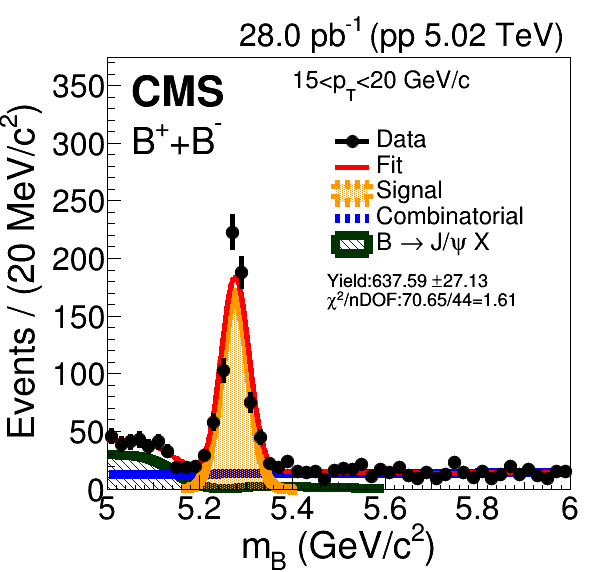 28.0 pb⁻¹ (pp 5.02 TeV)
CMS
15<p_T<20 GeV/c
B⁺+B⁻
Data
Fit
Signal
Combinatorial
B → J/ψ X
Yield:637.59 ±27.13
χ²/nDOF:70.65/44=1.61
Events / (20 MeV/c²)
350
300
250
200
150
100
50
0
5 5.2 5.4 5.6 5.8 6
m_B (GeV/c²)